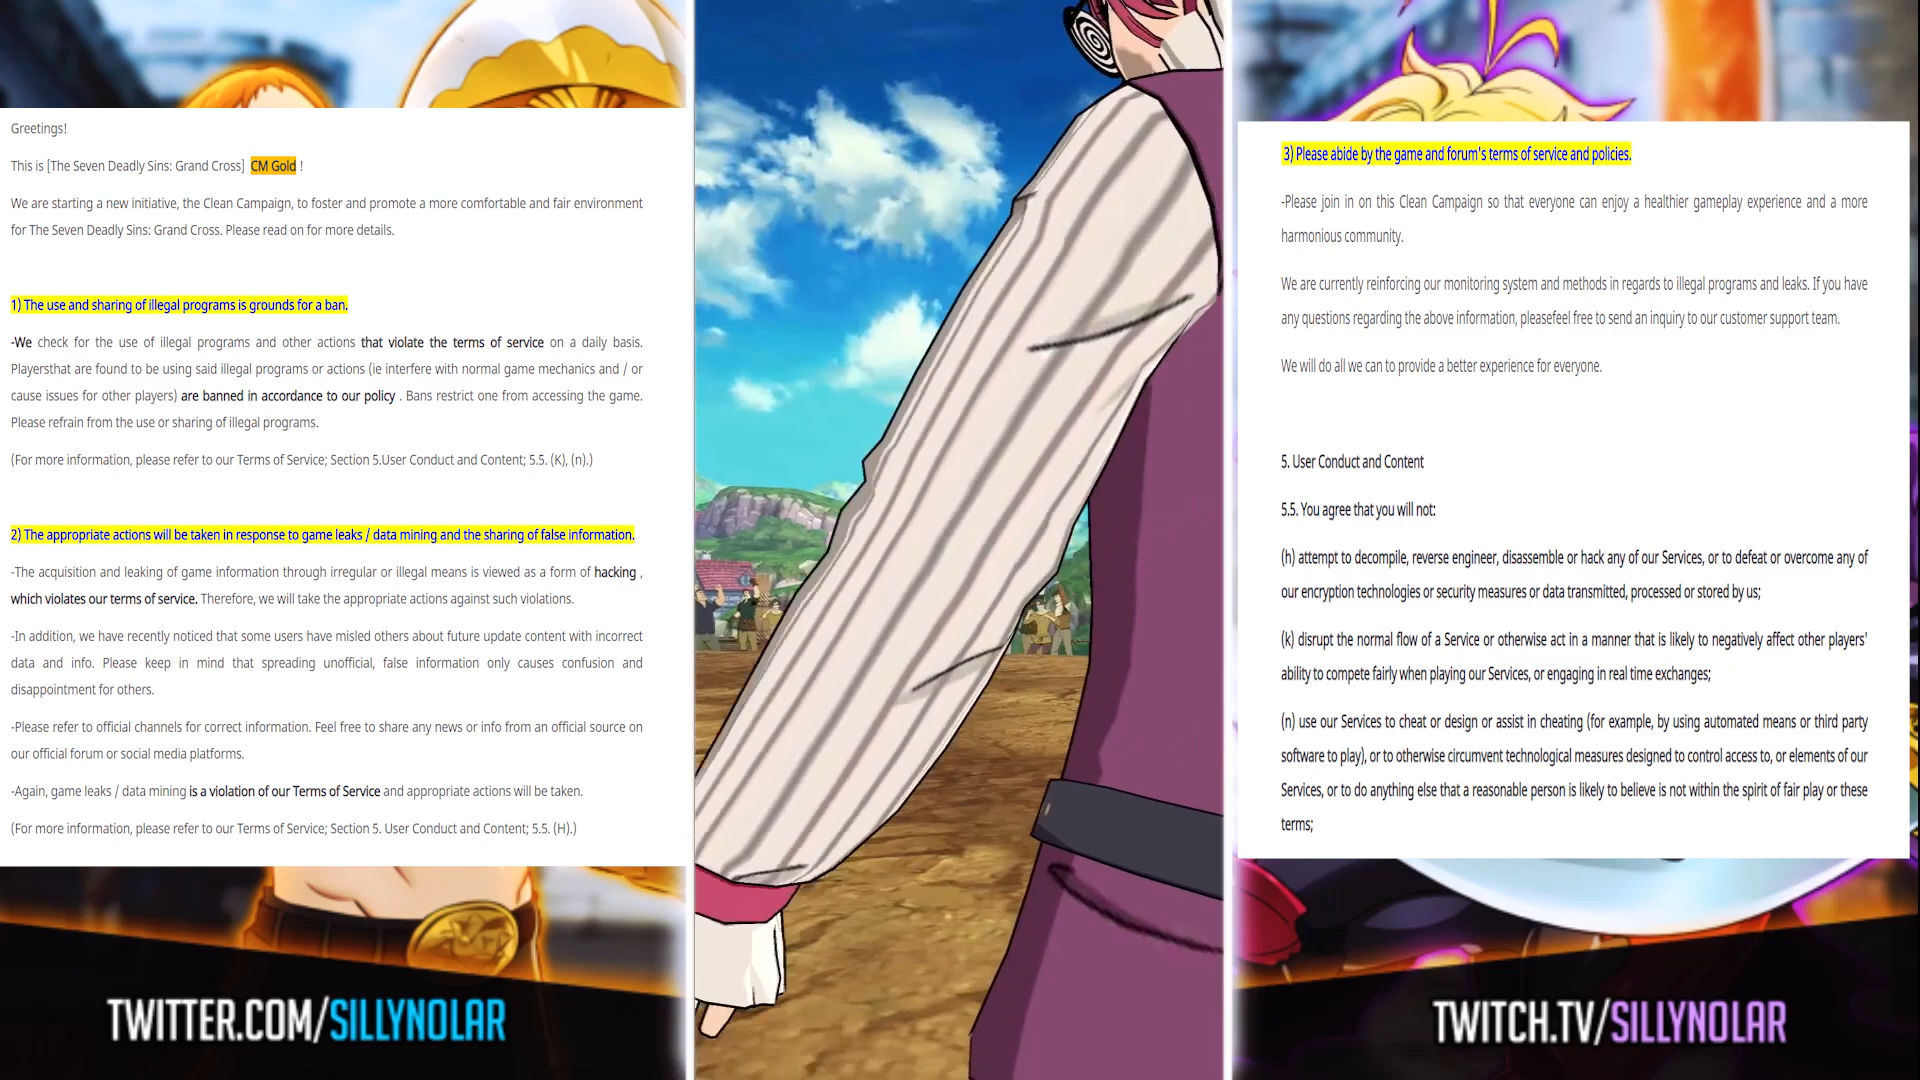 Greetings!
This is [The Seven Deadly Sins: Grand Cross] CM Gold !
We are starting a new initiative, the Clean Campaign, to foster and promote a more comfortable and fair environment
for The Seven Deadly Sins: Grand Cross. Please read on for more details.
1) The use and sharing of illegal programs is grounds for a ban.
-We check for the use of illegal programs and other actions that violate the terms of service on a daily basis.
Playersthat are found to be using said illegal programs or actions (ie interfere with normal game mechanics and / or
cause issues for other players) are banned in accordance to our policy . Bans restrict one from accessing the game.
Please refrain from the use or sharing of illegal programs.
(For more information, please refer to our Terms of Service; Section 5.User Conduct and Content; 5.5. (K), (n).)
2) The appropriate actions will be taken in response to game leaks / data mining and the sharing of false information.
-The acquisition and leaking of game information through irregular or illegal means is viewed as a form of hacking ,
which violates our terms of service. Therefore, we will take the appropriate actions against such violations.
-In addition, we have recently noticed that some users have misled others about future update content with incorrect
data and info. Please keep in mind that spreading unofficial, false information only causes confusion and
disappointment for others.
-Please refer to official channels for correct information. Feel free to share any news or info from an official source on
our official forum or social media platforms.
-Again, game leaks / data mining is a violation of our Terms of Service and appropriate actions will be taken.
(For more information, please refer to our Terms of Service; Section 5. User Conduct and Content; 5.5. (H).)
TWITTER.COM/SILLYNOLAR
3) Please abide by the game and forum's terms of service and policies.
-Please join in on this Clean Campaign so that everyone can enjoy a healthier gameplay experience and a more
harmonious community.
We are currently reinforcing our monitoring system and methods in regards to illegal programs and leaks. If you have
any questions regarding the above information, pleasefeel free to send an inquiry to our customer support team.
We will do all we can to provide a better experience for everyone.
5. User Conduct and Content
5.5. You agree that you will not:
(h) attempt to decompile, reverse engineer, disassemble or hack any of our Services, or to defeat or overcome any of
our encryption technologies or security measures or data transmitted, processed or stored by us;
(k) disrupt the normal flow of a Service or otherwise act in a manner that is likely to negatively affect other players'
ability to compete fairly when playing our Services, or engaging in real time exchanges;
(n) use our Services to cheat or design or assist in cheating (for example, by using automated means or third party
software to play), or to otherwise circumvent technological measures designed to control access to, or elements of our
Services, or to do anything else that a reasonable person is likely to believe is not within the spirit of fair play or these
terms;
TWITCH.TV/SILLYNOLAR